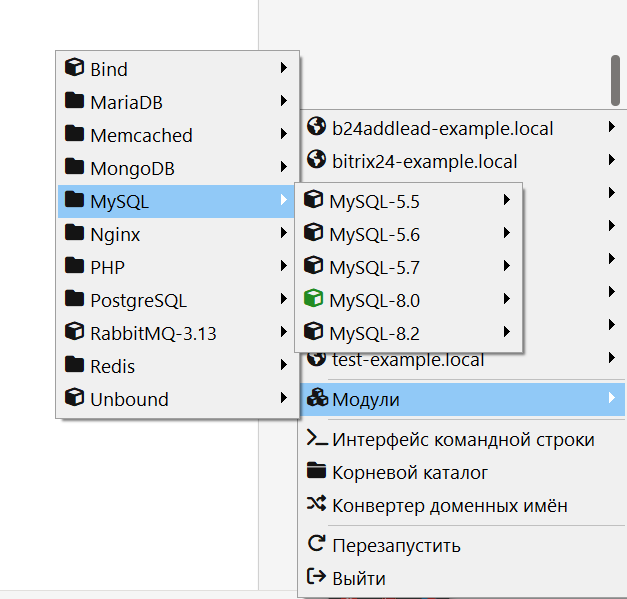 Bind
MariaDB
Memcached
MongoDB
MySQL
Nginx
PHP
PostgreSQL
RabbitMQ-3.13
Redis
Unbound
MySQL-5.5
MySQL-5.6
MySQL-5.7
MySQL-8.0
MySQL-8.2
b24addlead-example.local
bitrix24-example.local
test-example.local
Модули
Интерфейс командной строки
Корневой каталог
Конвертер доменных имён
Перезапустить
Выйти